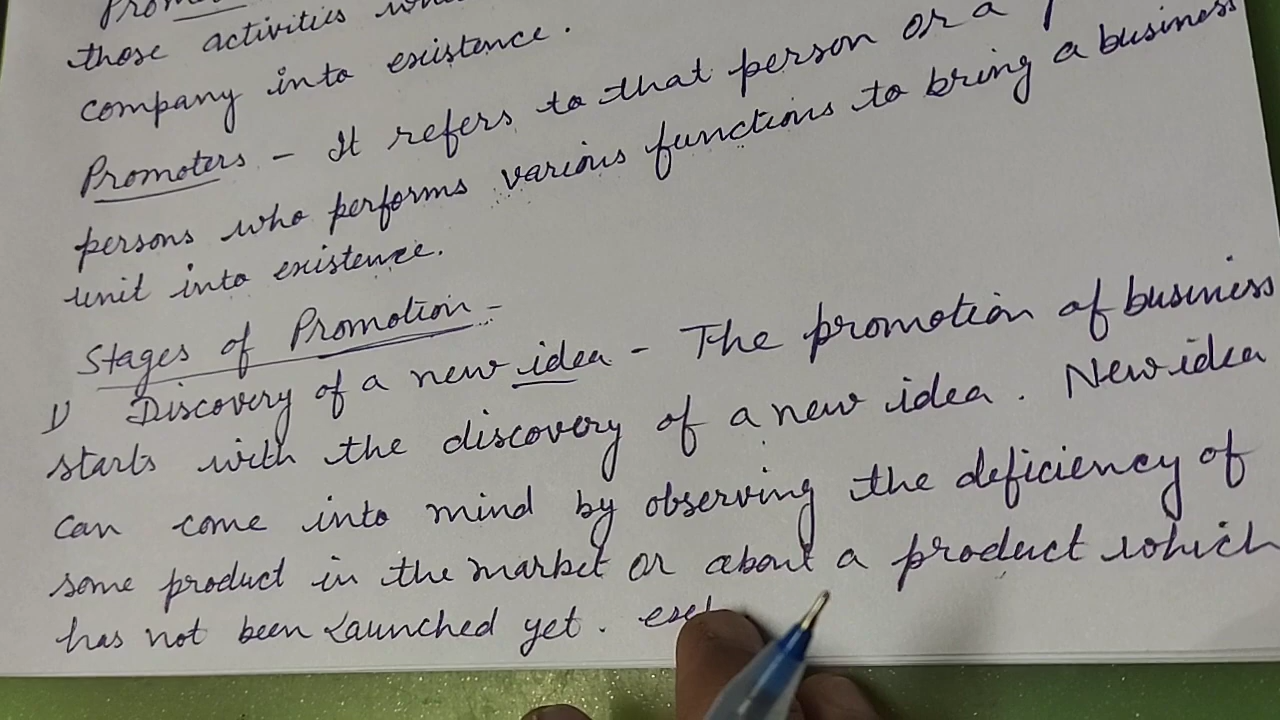 those activities
company into existence.
Promoters - It refers to that person or a
persons who performs various functions to bring a business
unit into existence.
Stages of Promotion -
1) Discovery of a new idea - The promotion of business
starts with the discovery of a new idea. New idea
can come into mind by observing the deficiency of
some product in the market or about a product which
has not been Launched yet.